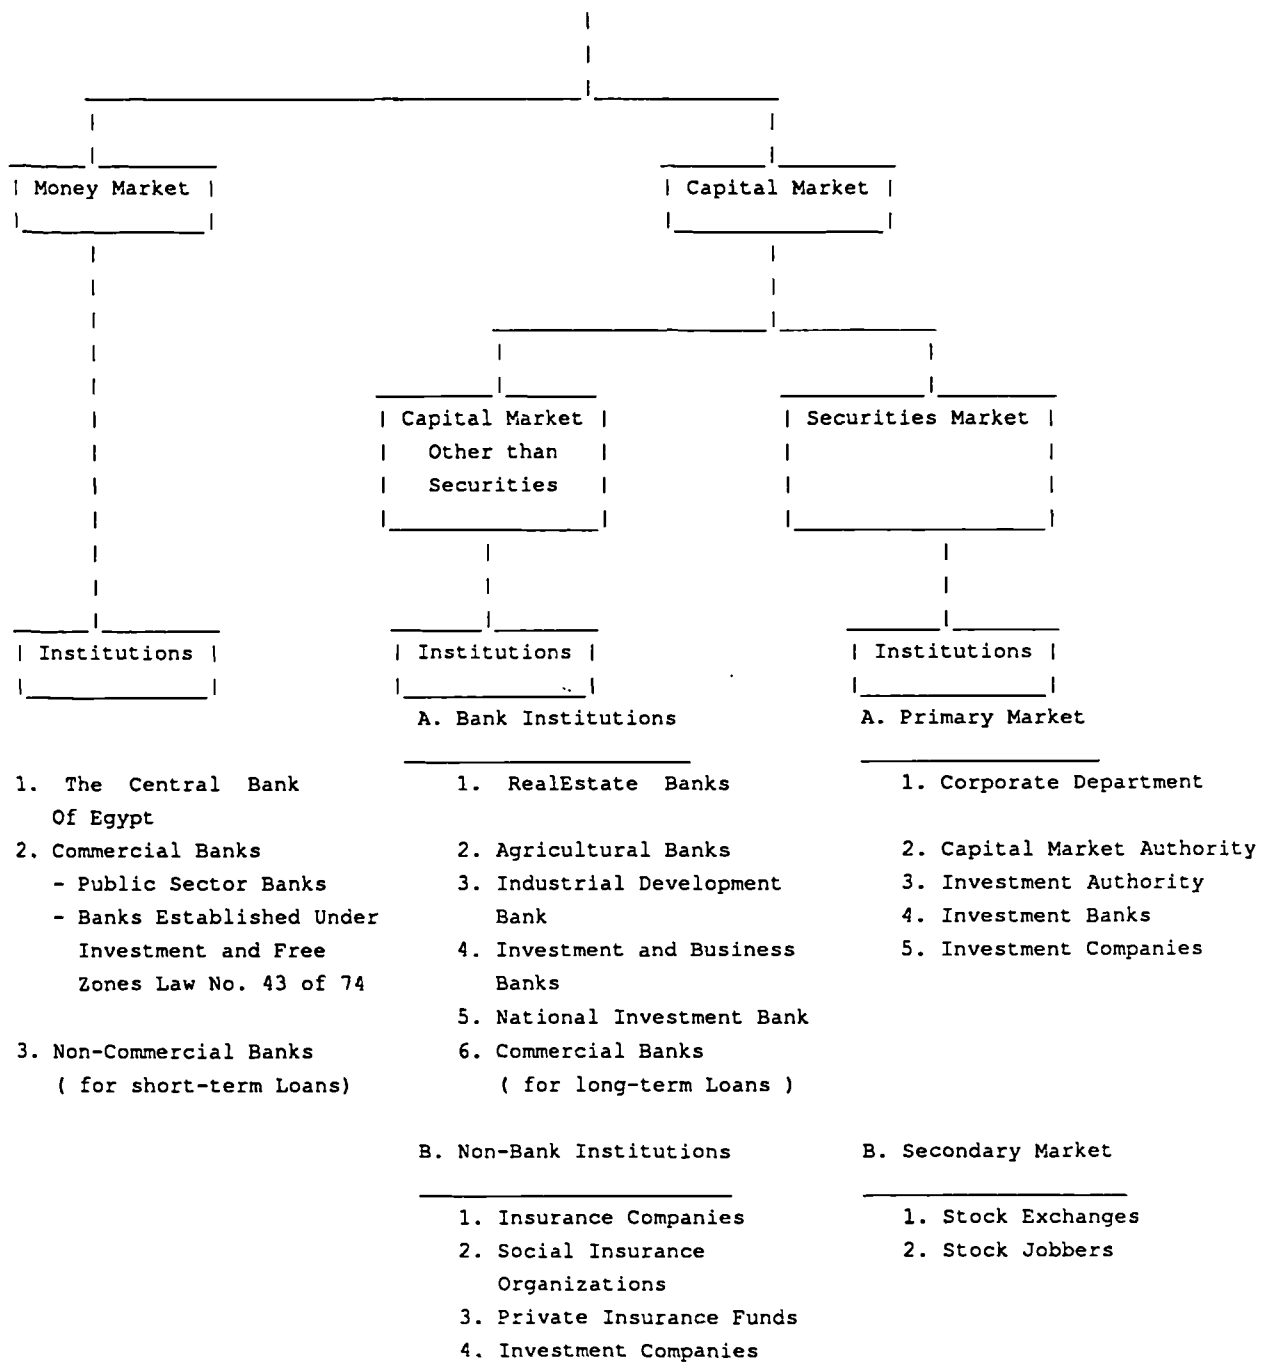 Money Market
Capital Market
Capital Market
Other than
Securities
Securities Market
Institutions
1. The Central Bank
Of Egypt
2. Commercial Banks
- Public Sector Banks
- Banks Established Under
Investment and Free
Zones Law No. 43 of 74
3. Non-Commercial Banks
( for short-term Loans)
Institutions
A. Bank Institutions
1. RealEstate Banks
2. Agricultural Banks
3. Industrial Development
Bank
4. Investment and Business
Banks
5. National Investment Bank
6. Commercial Banks
( for long-term Loans )
B. Non-Bank Institutions
1. Insurance Companies
2. Social Insurance
Organizations
3. Private Insurance Funds
4. Investment Companies
Institutions
A. Primary Market
1. Corporate Department
2. Capital Market Authority
3. Investment Authority
4. Investment Banks
5. Investment Companies
B. Secondary Market
1. Stock Exchanges
2. Stock Jobbers